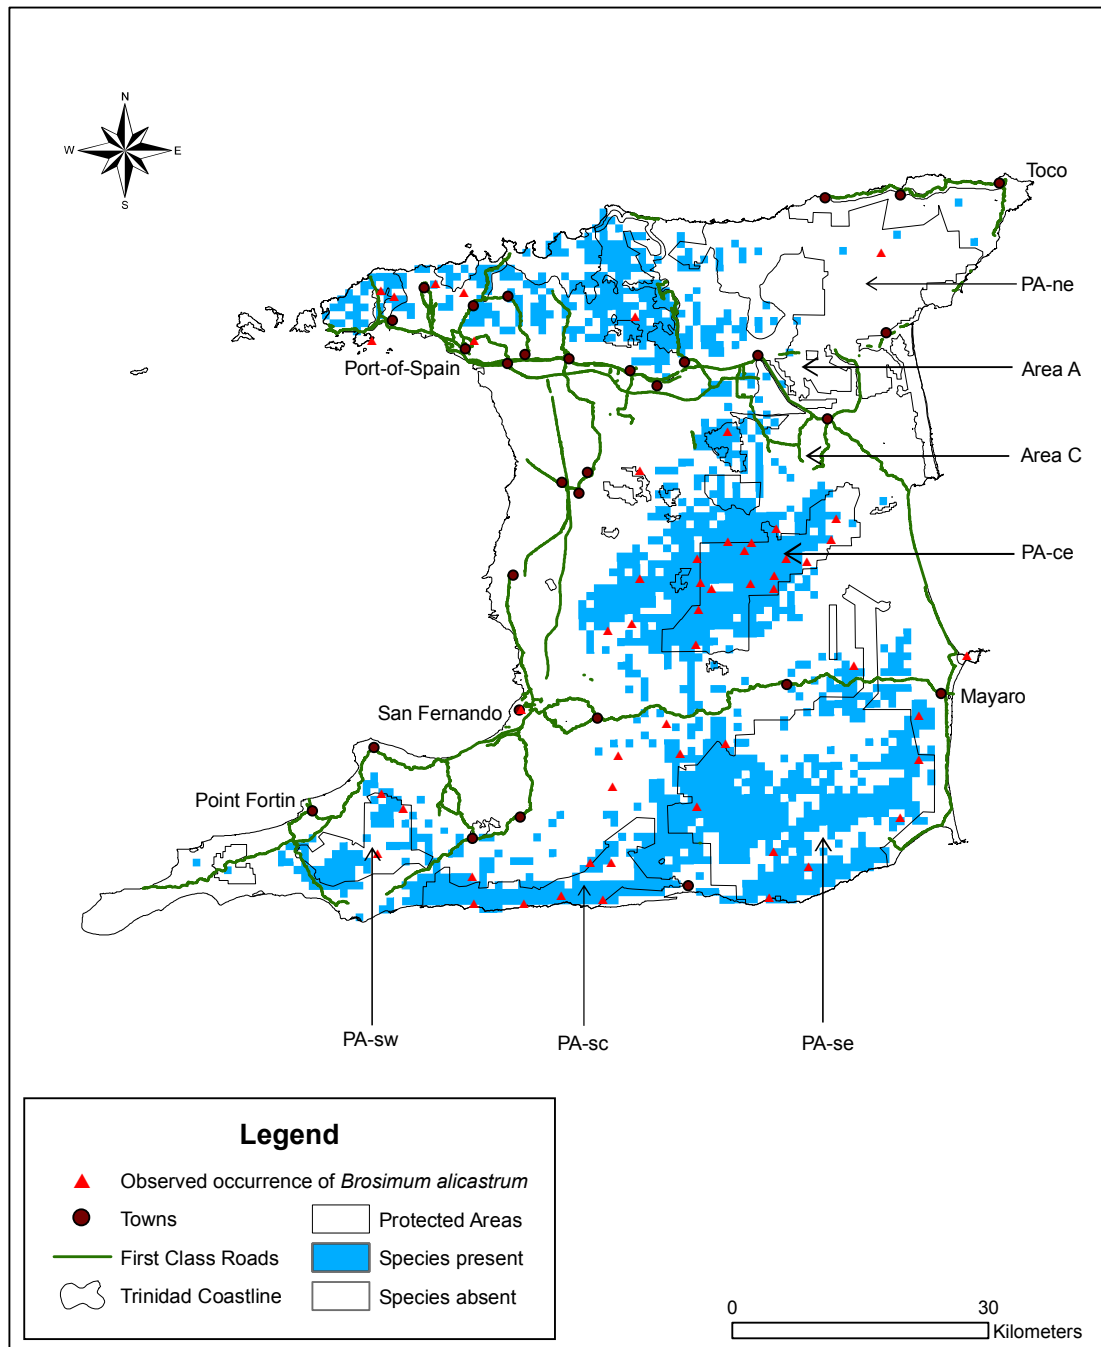 N
W
E
S
Toco
PA-ne
Port-of-Spain
Area A
Area C
PA-ce
San Fernando
Mayaro
Point Fortin
PA-sw
PA-sc
PA-se
Legend
Observed occurrence of Brosimum alicastrum
Towns
Protected Areas
First Class Roads
Species present
Trinidad Coastline
Species absent
0
30
Kilometers